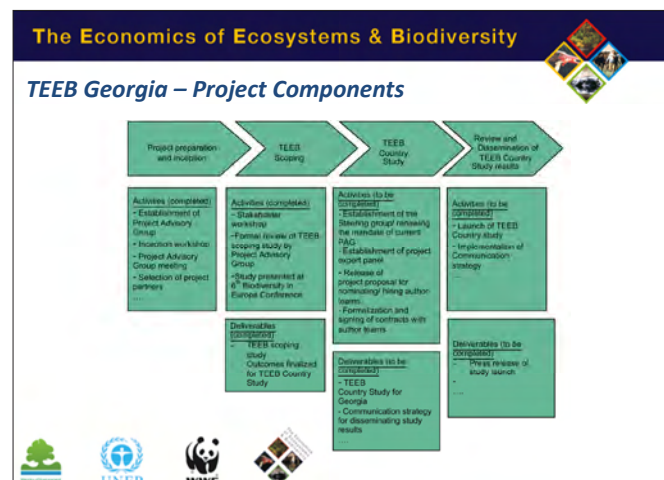 The Economics of Ecosystems & Biodiversity
TEEB Georgia – Project Components
Project preparation
and inception
TEEB
Scoping
TEEB
Country
Study
Review and
Dissemination of
TEEB Country
Study results
Activities (completed)
- Establishment of
Project Advisory
Group
- Inception workshop
- Project Advisory
Group meeting
- Selection of project
partners
....
Activities (completed)
- Stakeholder
workshop
- Formal review of TEEB
scoping study by
Project Advisory
Group
- Study presented at
6th Biodiversity in
Europe Conference
Deliverables
(completed)
- TEEB scoping
study
- Outcomes finalized
for TEEB Country
Study
Activities (to be
completed)
- Establishment of the
Steering group/ renewing
the mandate of current
PAG
- Establishment of project
expert panel
- Release of
project proposal for
nominating/ hiring author
teams
- Formalization and
signing of contracts with
author teams
Deliverables (to be
completed)
- TEEB
Country Study for
Georgia
- Communication strategy
for disseminating study
results
....
Activities (to be
completed)
- Launch of TEEB
Country study
- Implementation of
Communication
strategy
...
Deliverables (to be
completed)
- Press release of
study launch
-
....
UNEP
WWF